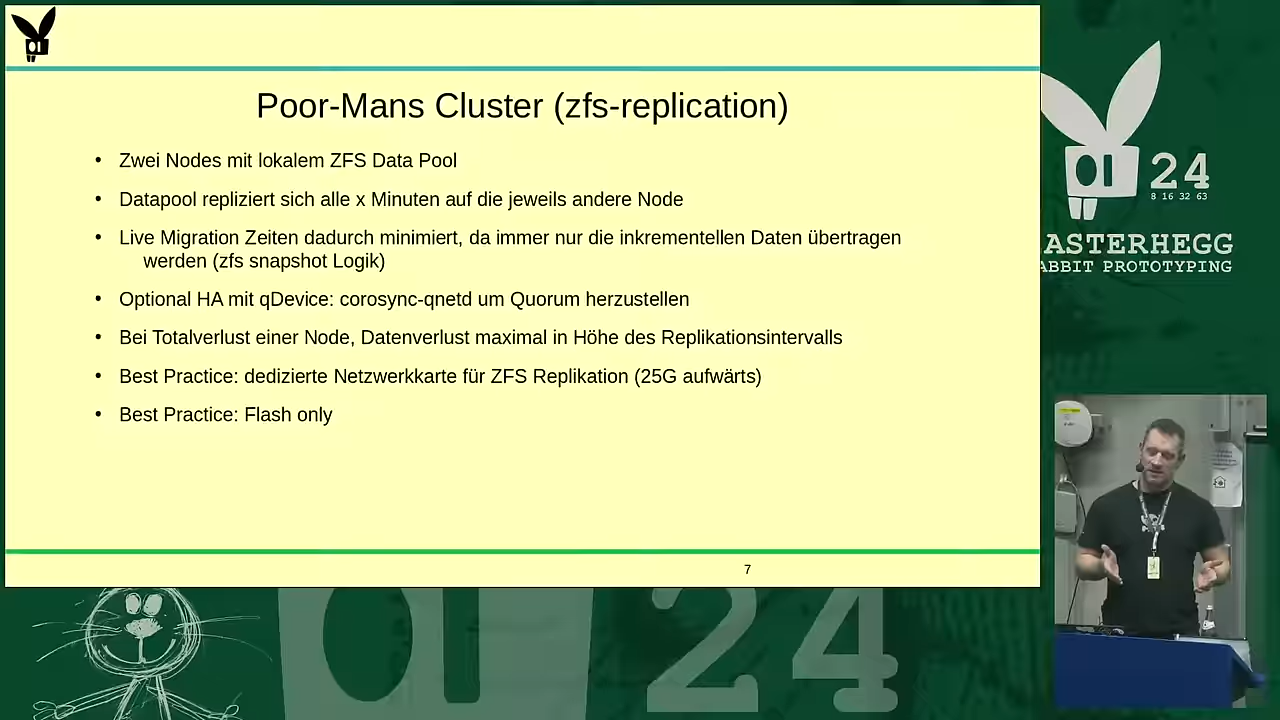 Poor-Mans Cluster (zfs-replication)
• Zwei Nodes mit lokalem ZFS Data Pool
• Datapool repliziert sich alle x Minuten auf die jeweils andere Node
• Live Migration Zeiten dadurch minimiert, da immer nur die inkrementellen Daten übertragen
werden (zfs snapshot Logik)
• Optional HA mit qDevice: corosync-qnetd um Quorum herzustellen
• Bei Totalverlust einer Node, Datenverlust maximal in Höhe des Replikationsintervalls
• Best Practice: dedizierte Netzwerkkarte für ZFS Replikation (25G aufwärts)
• Best Practice: Flash only
7
24
8 16 32 63
ASTERHEGG
ABBIT PROTOTYPING
24